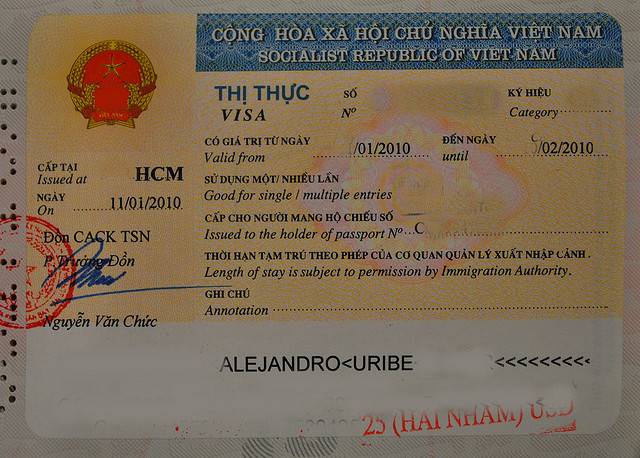 CỘNG HÒA XÃ HỘI CHỦ NGHĨA VIỆT NAM
SOCIALIST REPUBLIC OF VIET NAM
VIỆT NAM
THỊ THỰC
VISA
SỐ
Nº
KÝ HIỆU
Category
CÓ GIÁ TRỊ TỪ NGÀY
Valid from /01/2010
ĐẾN NGÀY
until /02/2010
CẤP TẠI
Issued at HCM
NGÀY
On 11/01/2010
SỬ DỤNG MỘT/ NHIỀU LẦN
Good for single / multiple entries
CẤP CHO NGƯỜI MANG HỘ CHIẾU SỐ
Issued to the holder of passport Nº C
THỜI HẠN TẠM TRÚ THEO PHÉP CỦA CƠ QUAN QUẢN LÝ XUẤT NHẬP CẢNH.
Length of stay is subject to permission by Immigration Authority.
GHI CHÚ
Annotation
Đồn CACK TSN
P. Trưởng Đồn
Nguyễn Văn Chức
ALEJANDRO<URIBE <<<<<<<<<
25 (HAI NHAM) USD